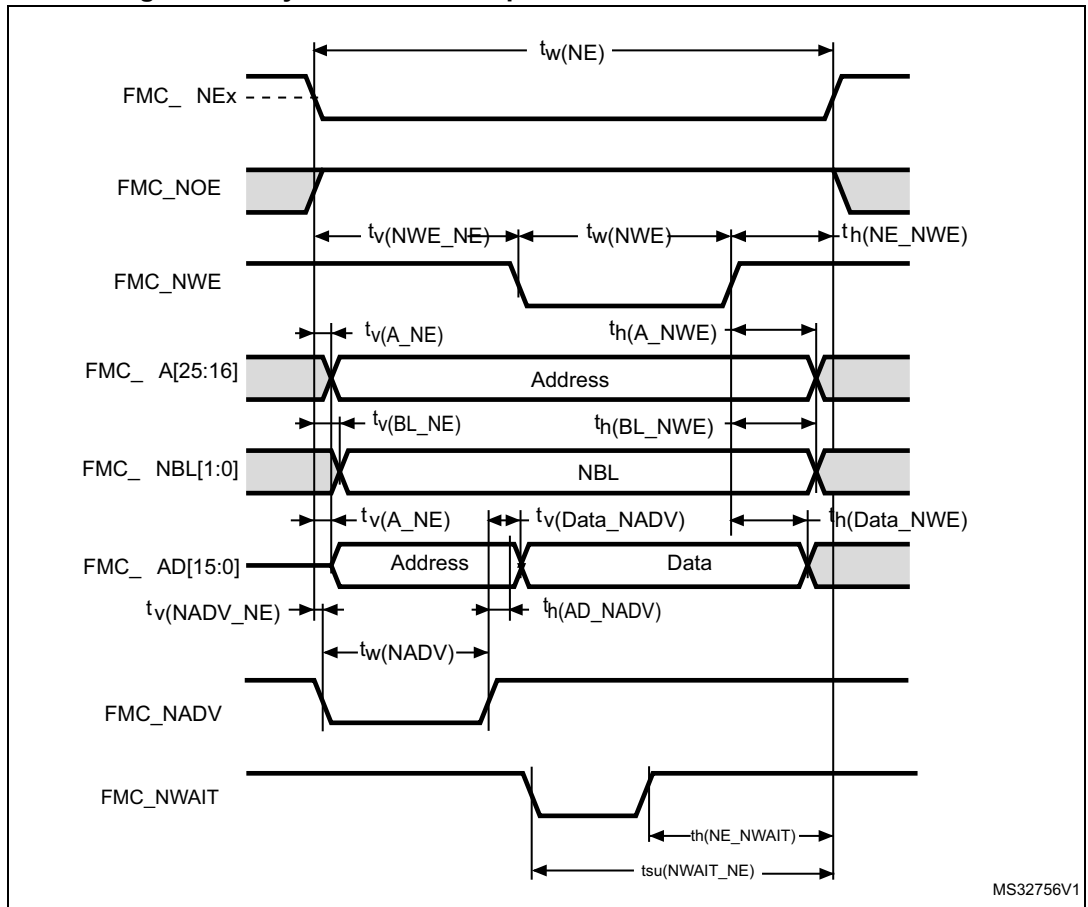 tw(NE)
FMC_ NEx
FMC_NOE
tv(NWE_NE) tw(NWE) th(NE_NWE)
FMC_NWE
tv(A_NE) th(A_NWE)
FMC_ A[25:16] Address
tv(BL_NE) th(BL_NWE)
FMC_ NBL[1:0] NBL
tv(A_NE) tv(Data_NADV) th(Data_NWE)
FMC_ AD[15:0] Address Data
tv(NADV_NE) th(AD_NADV)
tw(NADV)
FMC_NADV
FMC_NWAIT
th(NE_NWAIT)
tsu(NWAIT_NE)
MS32756V1